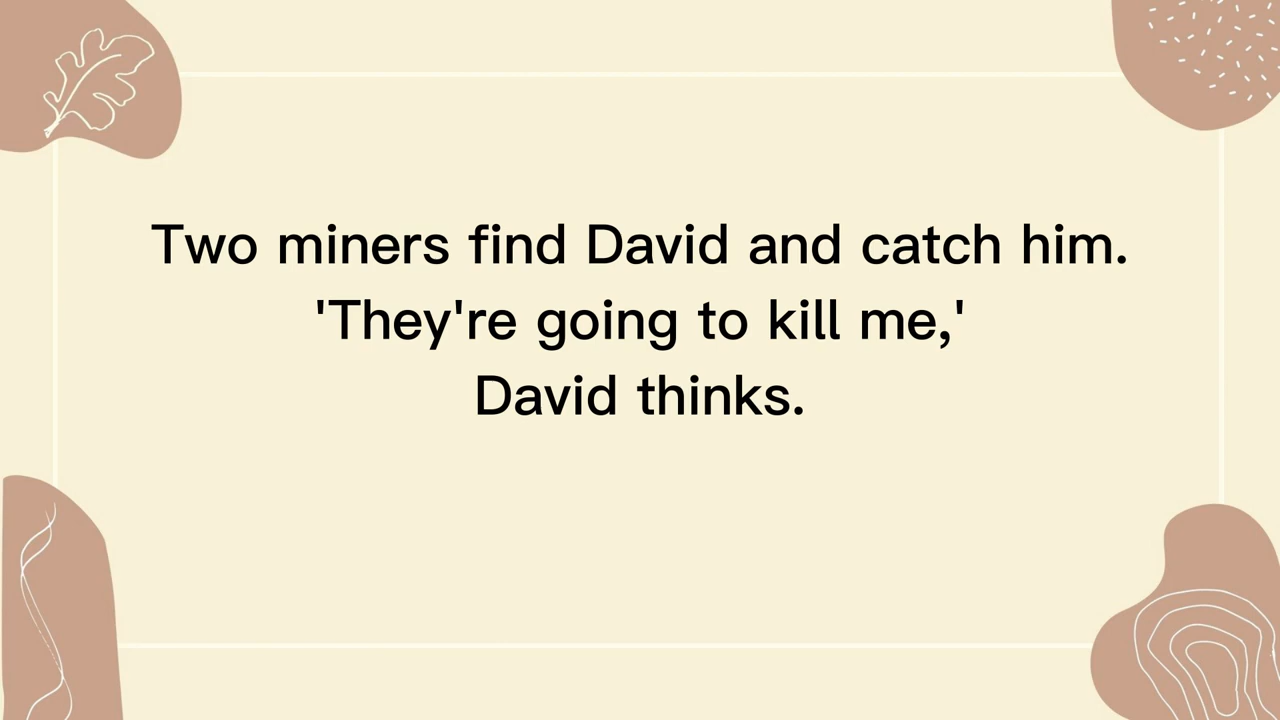 Two miners find David and catch him.
'They're going to kill me,'
David thinks.